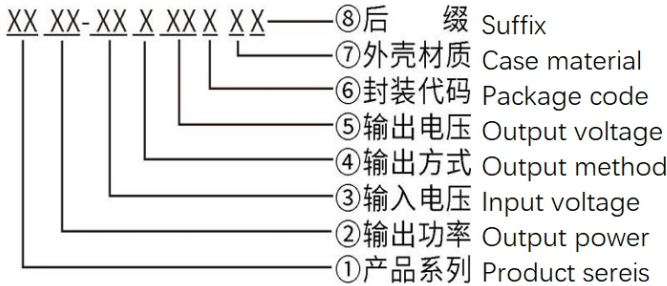 XX XX-XX X XX X X X
⑧后 缀 Suffix
⑦外壳材质 Case material
⑥封装代码 Package code
⑤输出电压 Output voltage
④输出方式 Output method
③输入电压 Input voltage
②输出功率 Output power
①产品系列 Product sereis